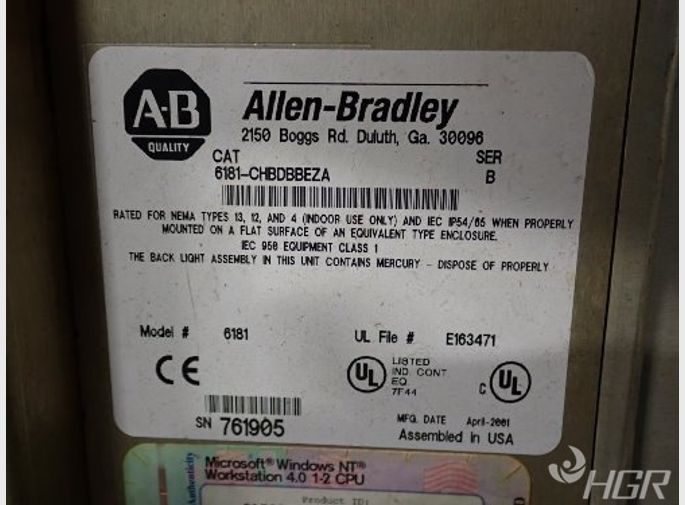 A-B
QUALITY
Allen-Bradley
2150 Boggs Rd. Duluth, Ga. 30096
CAT SER
6181-CHBDBBEZA B
RATED FOR NEMA TYPES 13, 12, AND 4 (INDOOR USE ONLY) AND IEC IP54/65 WHEN PROPERLY
MOUNTED ON A FLAT SURFACE OF AN EQUIVALENT TYPE ENCLOSURE.
IEC 950 EQUIPMENT CLASS 1
THE BACK LIGHT ASSEMBLY IN THIS UNIT CONTAINS MERCURY - DISPOSE OF PROPERLY
Model # 6181 UL File # E163471
CE
UL
LISTED
IND. CONT.
EQ.
7F44
C UL
SN 761905
MFG. DATE April-2001
Assembled in USA
Authenticity
Microsoft® Windows NT®
Workstation 4.0 1-2 CPU
Product ID:
HGR